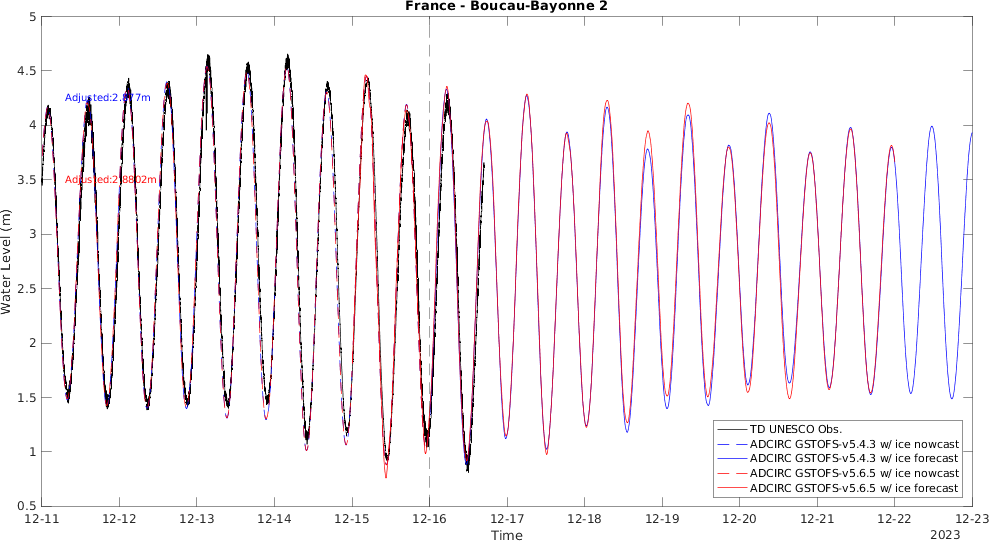 France - Boucau-Bayonne 2
5
4.5
4
3.5
3
2.5
2
1.5
1
0.5
Water Level (m)
Adjusted:2.877m
Adjusted:2.8802m
TD UNESCO Obs.
ADCIRC GSTOFS-v5.4.3 w/ ice nowcast
ADCIRC GSTOFS-v5.4.3 w/ ice forecast
ADCIRC GSTOFS-v5.6.5 w/ ice nowcast
ADCIRC GSTOFS-v5.6.5 w/ ice forecast
12-11 12-12 12-13 12-14 12-15 12-16 12-17 12-18 12-19 12-20 12-21 12-22 12-23
Time
2023